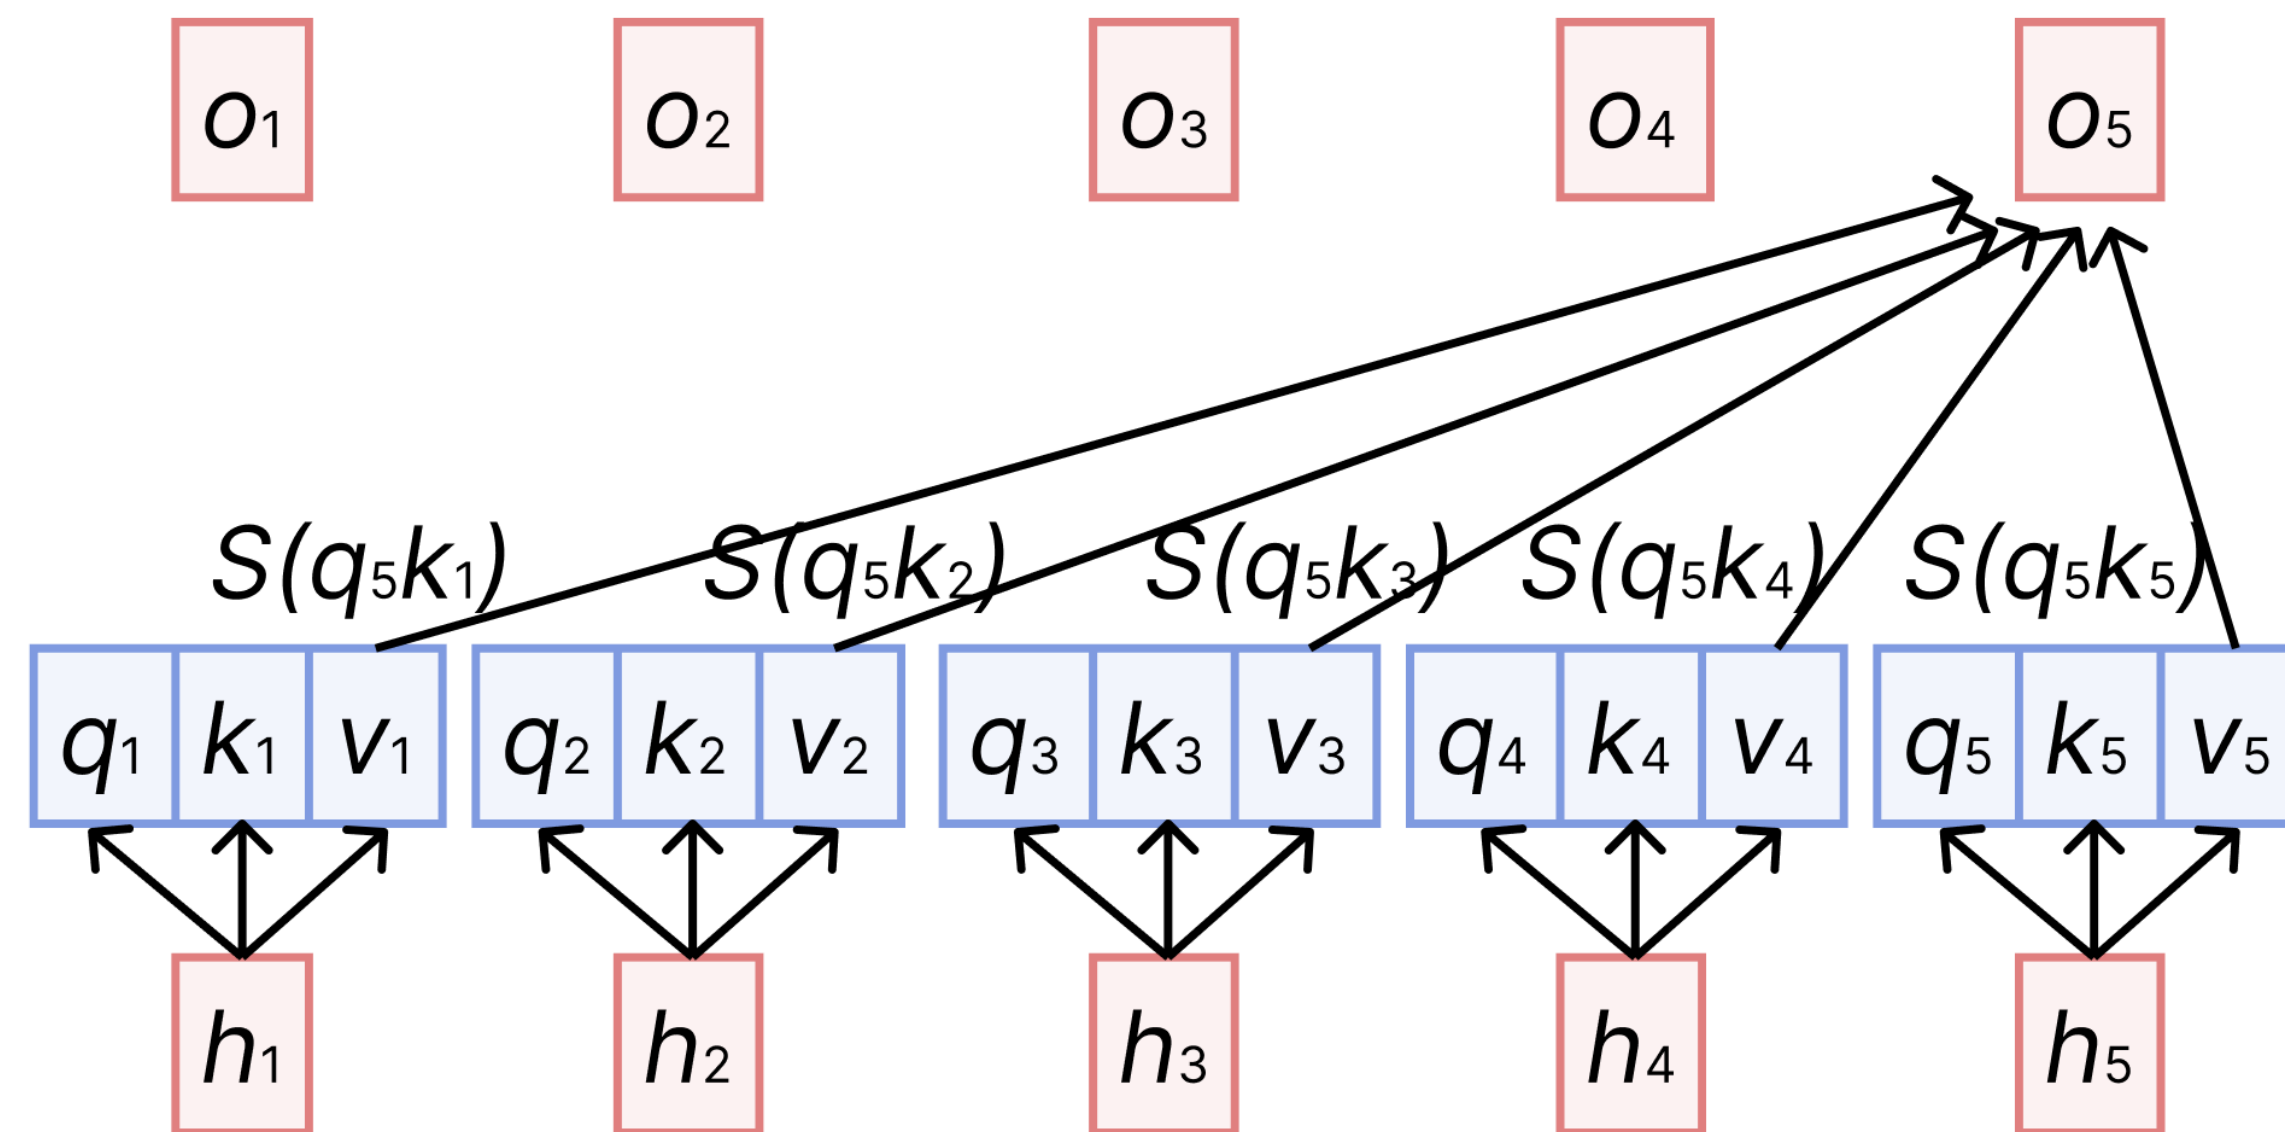 o1 o2 o3 o4 o5
S(q5k1) S(q5k2) S(q5k3) S(q5k4) S(q5k5)
q1 k1 v1 q2 k2 v2 q3 k3 v3 q4 k4 v4 q5 k5 v5
h1 h2 h3 h4 h5